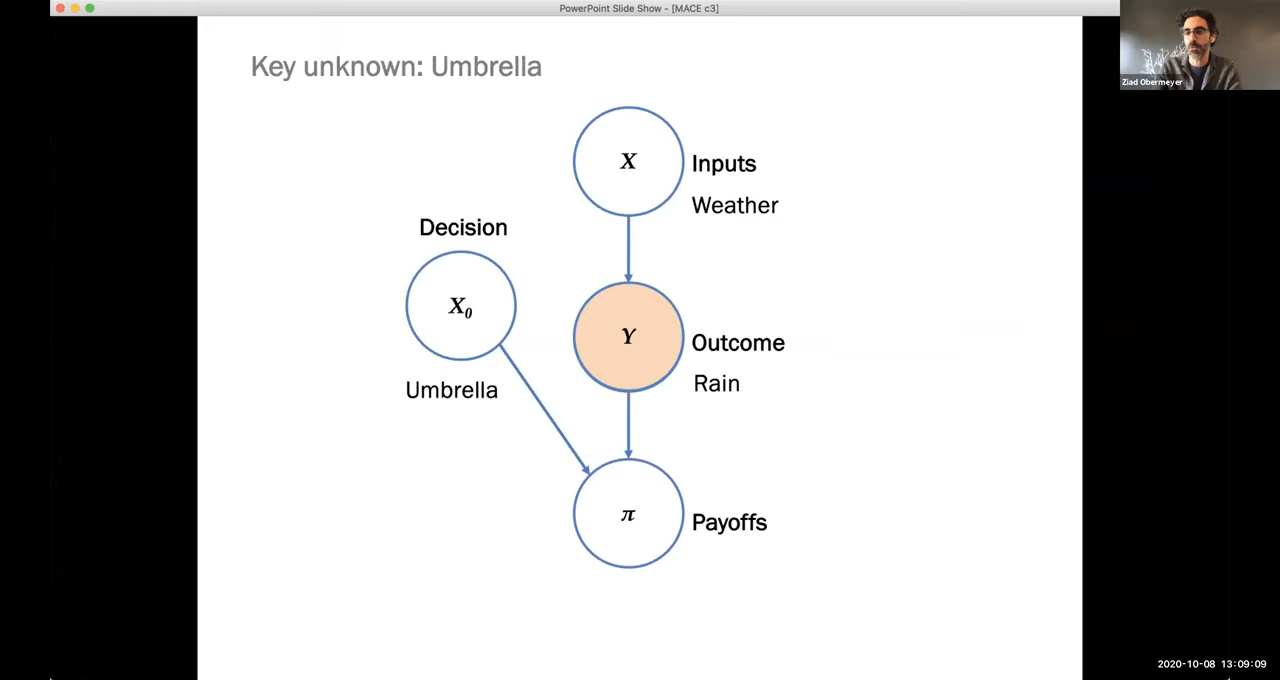 PowerPoint Slide Show - [MACE c3]
Ziad Obermeyer
Key unknown: Umbrella
X
Inputs
Weather
Decision
X₀
Umbrella
Y
Outcome
Rain
π
Payoffs
2020-10-08 13:09:09